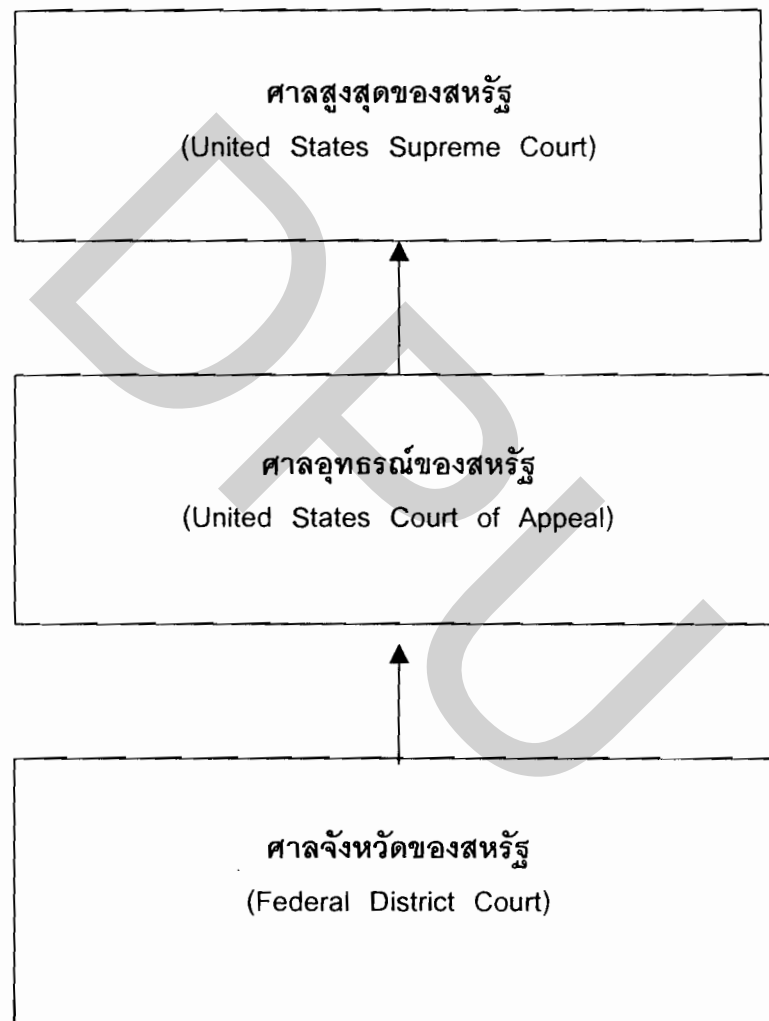 ศาลสูงสุดของสหรัฐ
(United States Supreme Court)
ศาลอุทธรณ์ของสหรัฐ
(United States Court of Appeal)
ศาลจังหวัดของสหรัฐ
(Federal District Court)
DPU